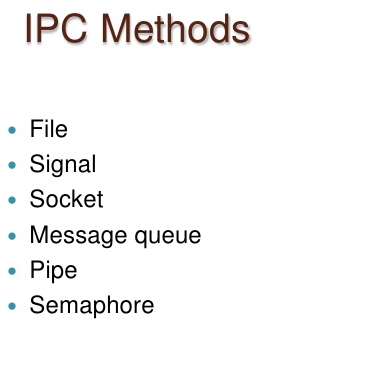 IPC Methods
• File
• Signal
• Socket
• Message queue
• Pipe
• Semaphore